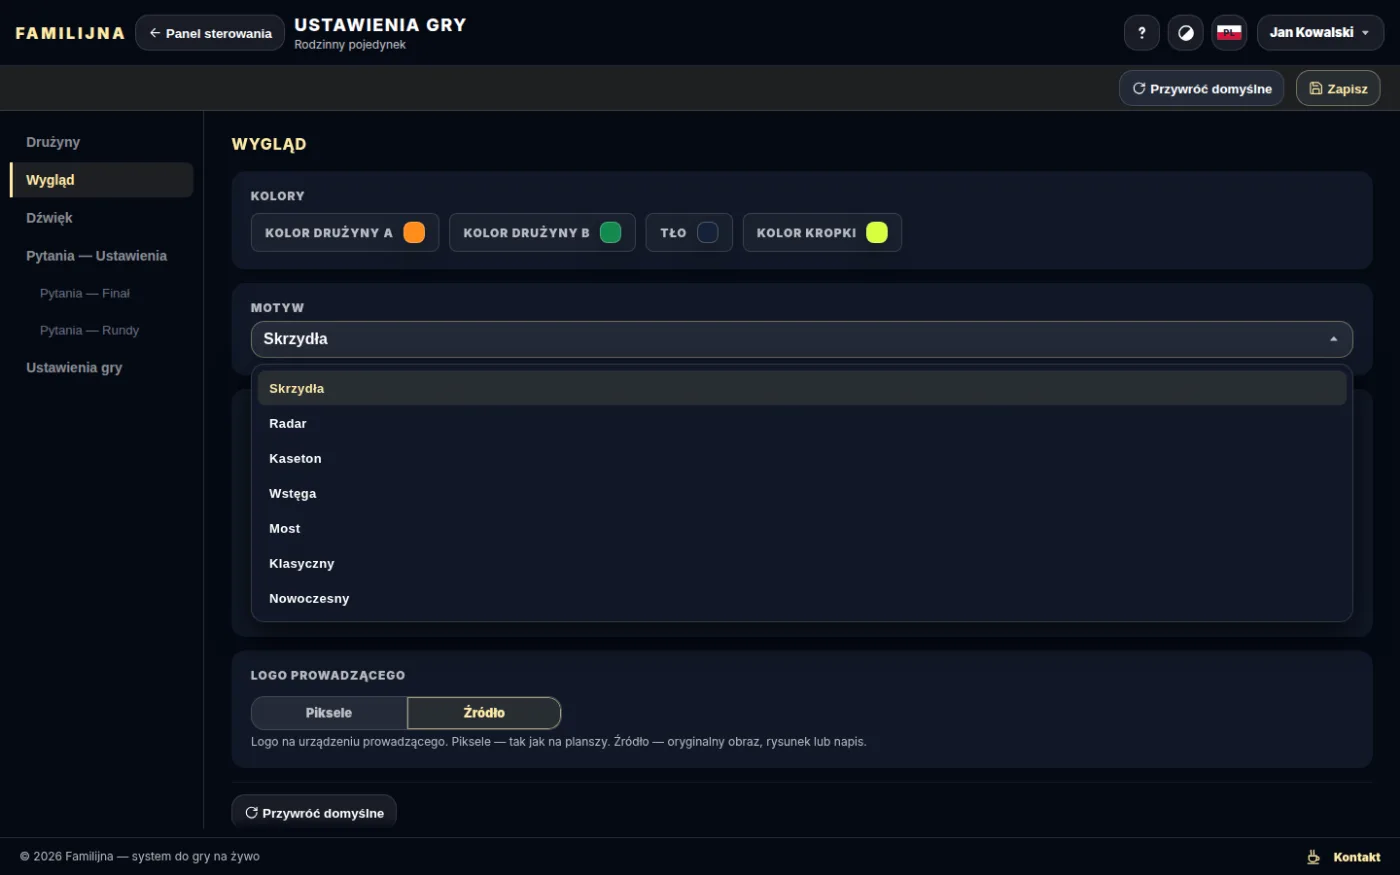 FAMILIJNA
Panel sterowania
USTAWIENIA GRY
Rodzinny pojedynek
?
PL
Jan Kowalski
Przywróć domyślne
Zapisz
Drużyny
Wygląd
Dźwięk
Pytania — Ustawienia
Pytania — Finał
Pytania — Rundy
Ustawienia gry
WYGLĄD
KOLORY
KOLOR DRUŻYNY A
KOLOR DRUŻYNY B
TŁO
KOLOR KROPKI
MOTYW
Skrzydła
Skrzydła
Radar
Kaseton
Wstęga
Most
Klasyczny
Nowoczesny
LOGO PROWADZĄCEGO
Piksele
Źródło
Logo na urządzeniu prowadzącego. Piksele — tak jak na planszy. Źródło — oryginalny obraz, rysunek lub napis.
Przywróć domyślne
© 2026 Familijna — system do gry na żywo
Kontakt